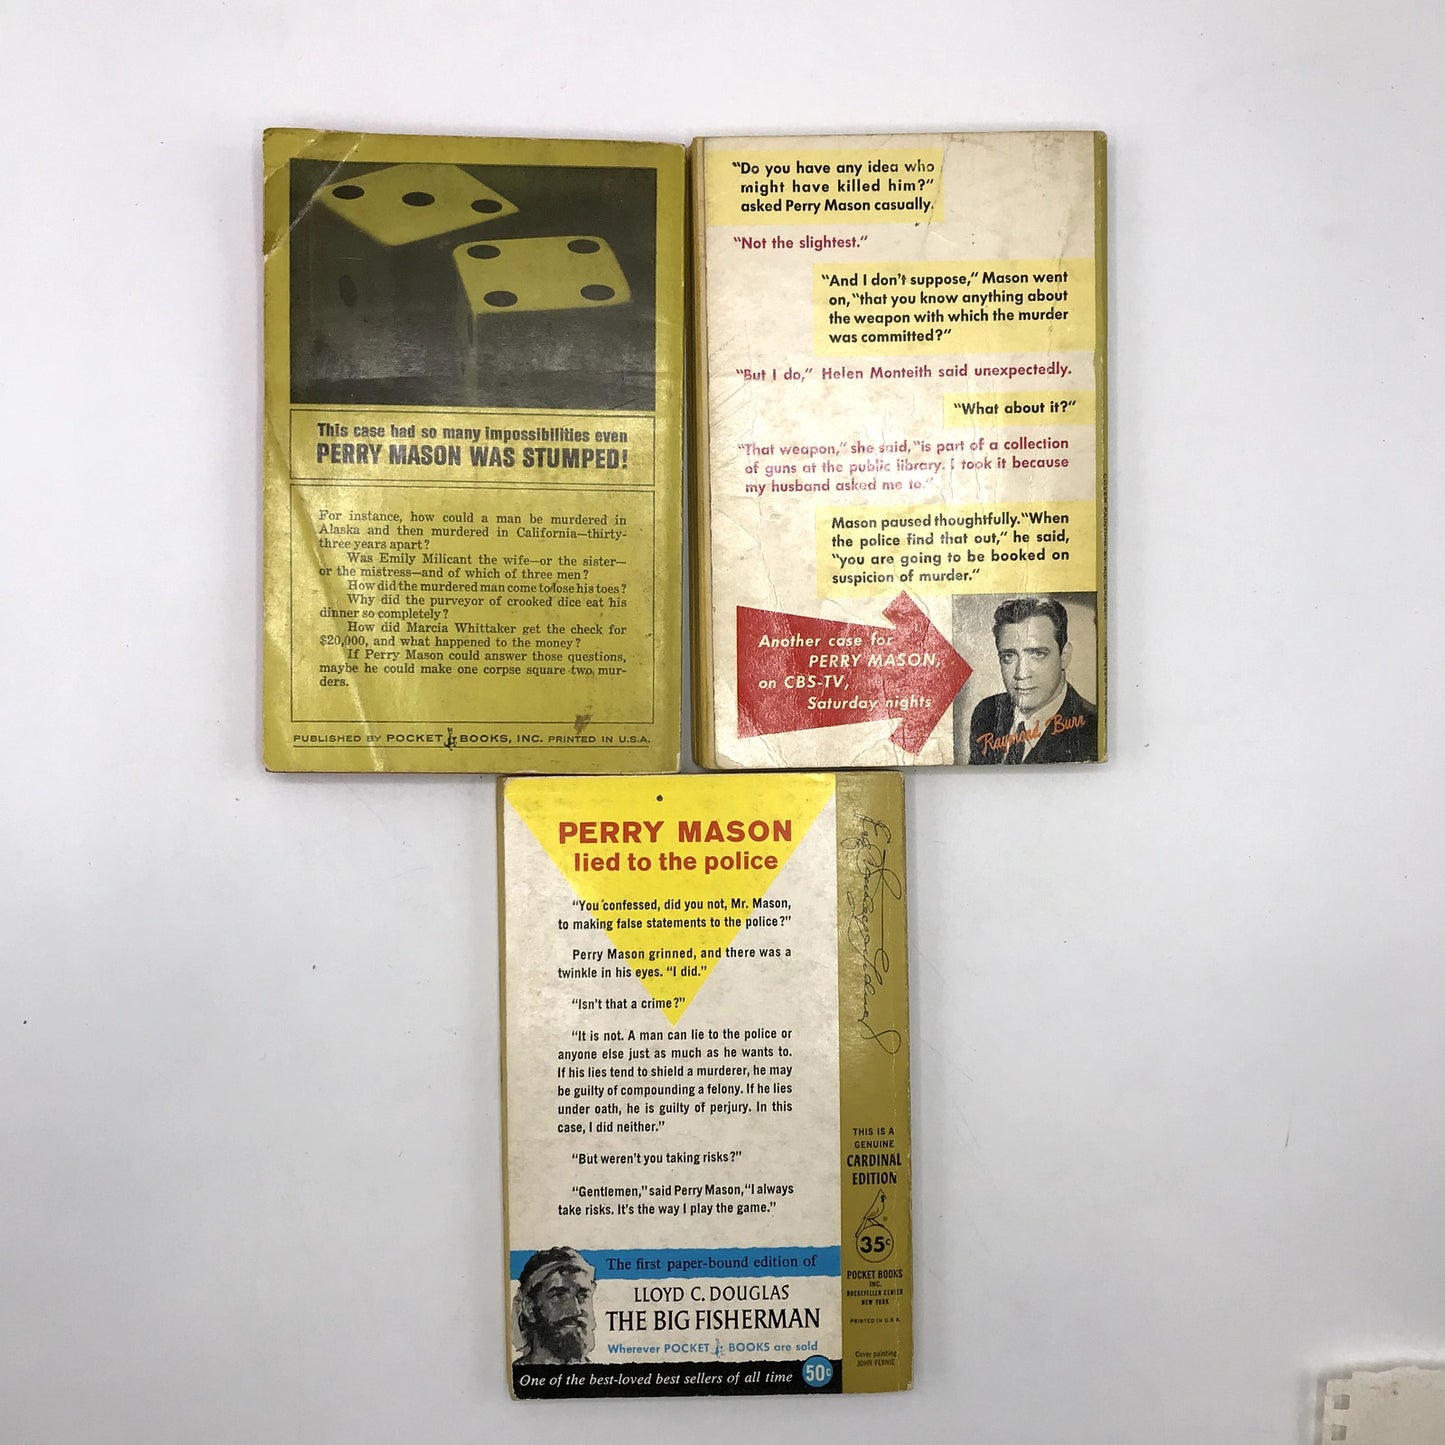 This case had so many impossibilities even
PERRY MASON WAS STUMPED!
For instance, how could a man be murdered in
Alaska and then murdered in California—thirty-
three years apart?
Was Emily Milicant the wife—or the sister—
or the mistress—and of which of three men?
How did the murdered man come to lose his toes?
Why did the purveyor of crooked dice eat his
dinner so completely?
How did Marcia Whittaker get the check for
$20,000, and what happened to the money?
If Perry Mason could answer those questions,
maybe he could make one corpse square two mur-
ders.
PUBLISHED BY POCKET BOOKS, INC. PRINTED IN U.S.A.
"Do you have any idea who
might have killed him?"
asked Perry Mason casually.
"Not the slightest."
"And I don't suppose," Mason went
on, "that you know anything about
the weapon with which the murder
was committed?"
"But I do," Helen Monteith said unexpectedly.
"What about it?"
"That weapon," she said, "is part of a collection
of guns at the public library. I took it because
my husband asked me to."
Mason paused thoughtfully. "When
the police find that out," he said,
"you are going to be booked on
suspicion of murder."
Another case for
PERRY MASON,
on CBS-TV,
Saturday nights
Raymond Burr
PERRY MASON
lied to the police
"You confessed, did you not, Mr. Mason,
to making false statements to the police?"
Perry Mason grinned, and there was a
twinkle in his eyes. "I did."
"Isn't that a crime?"
"It is not. A man can lie to the police or
anyone else just as much as he wants to.
If his lies tend to shield a murderer, he may
be guilty of compounding a felony. If he lies
under oath, he is guilty of perjury. In this
case, I did neither."
"But weren't you taking risks?"
"Gentlemen," said Perry Mason, "I always
take risks. It's the way I play the game."
The first paper-bound edition of
LLOYD C. DOUGLAS
THE BIG FISHERMAN
Wherever POCKET BOOKS are sold
One of the best-loved best sellers of all time 50¢
THIS IS A
GENUINE
CARDINAL
EDITION
35¢
POCKET BOOKS
INC.
ROCKEFELLER CENTER
NEW YORK
PRINTED IN U.S.A.
Cover painting
JOHN FERNIE